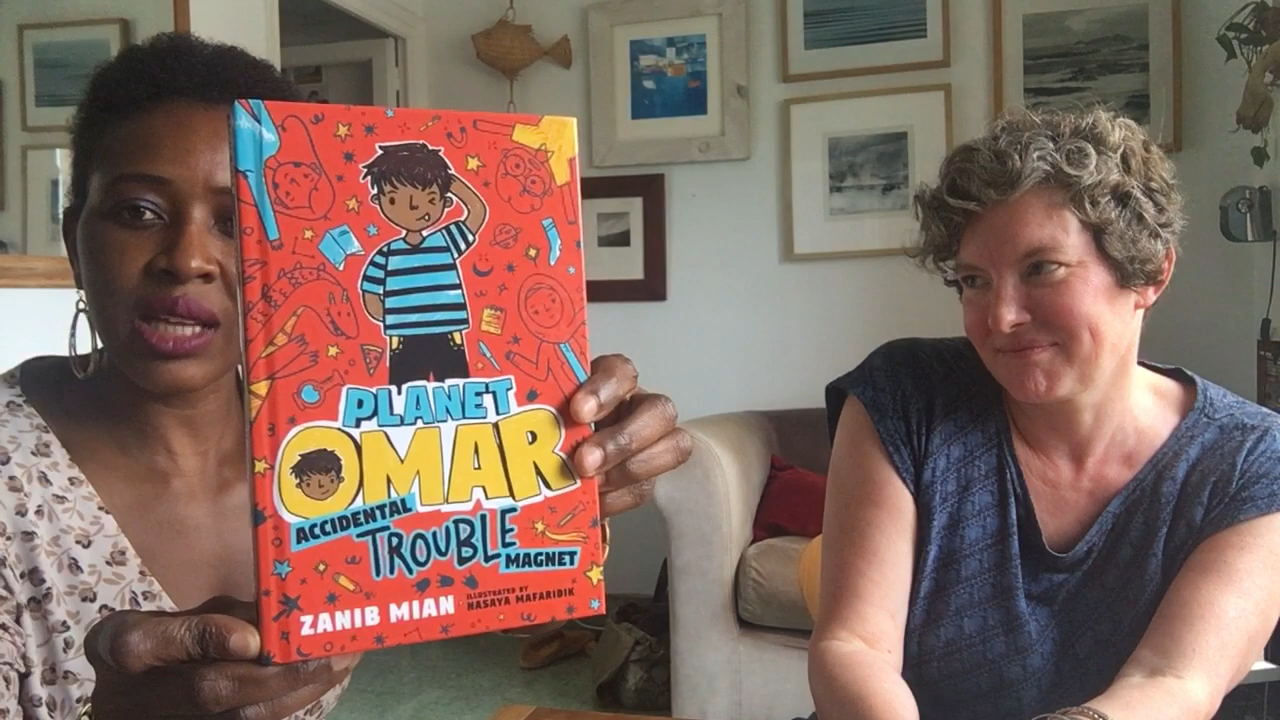 PLANET
OMAR
ACCIDENTAL
TROUBLE
MAGNET
ZANIB MIAN
ILLUSTRATED BY
NASAYA MAFARIDIK